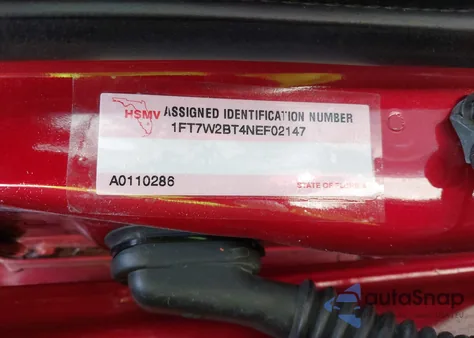 HSMV ASSIGNED IDENTIFICATION NUMBER
1FT7W2BT4NEF02147
A0110286 STATE OF FLORIDA
autoSnap